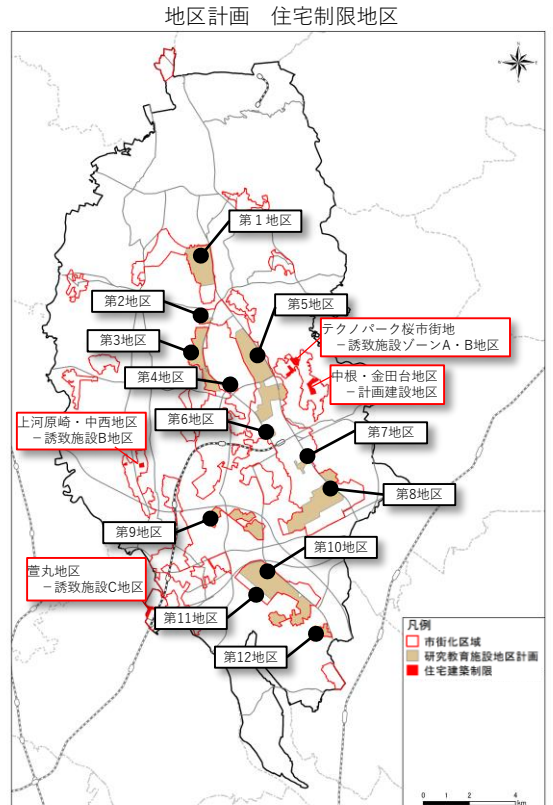 地区計画　住宅制限地区
第１地区
第2地区
第5地区
テクノパーク桜市街地
－誘致施設ゾーンA・B地区
第3地区
第4地区
中根・金田台地区
－計画建設地区
上河原崎・中西地区
－誘致施設B地区
第6地区
第7地区
第8地区
第9地区
第10地区
萱丸地区
－誘致施設C地区
第11地区
第12地区
凡例
市街化区域
研究教育施設地区計画
住宅建築制限
0 1 2 4
km